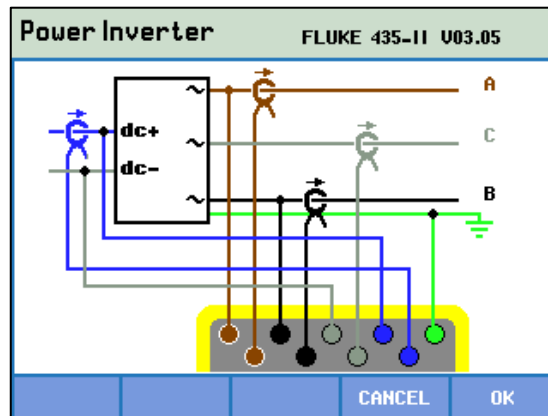 Power Inverter FLUKE 435-II V03.05
~ A
dc+
~ C
dc-
~ B
CANCEL OK